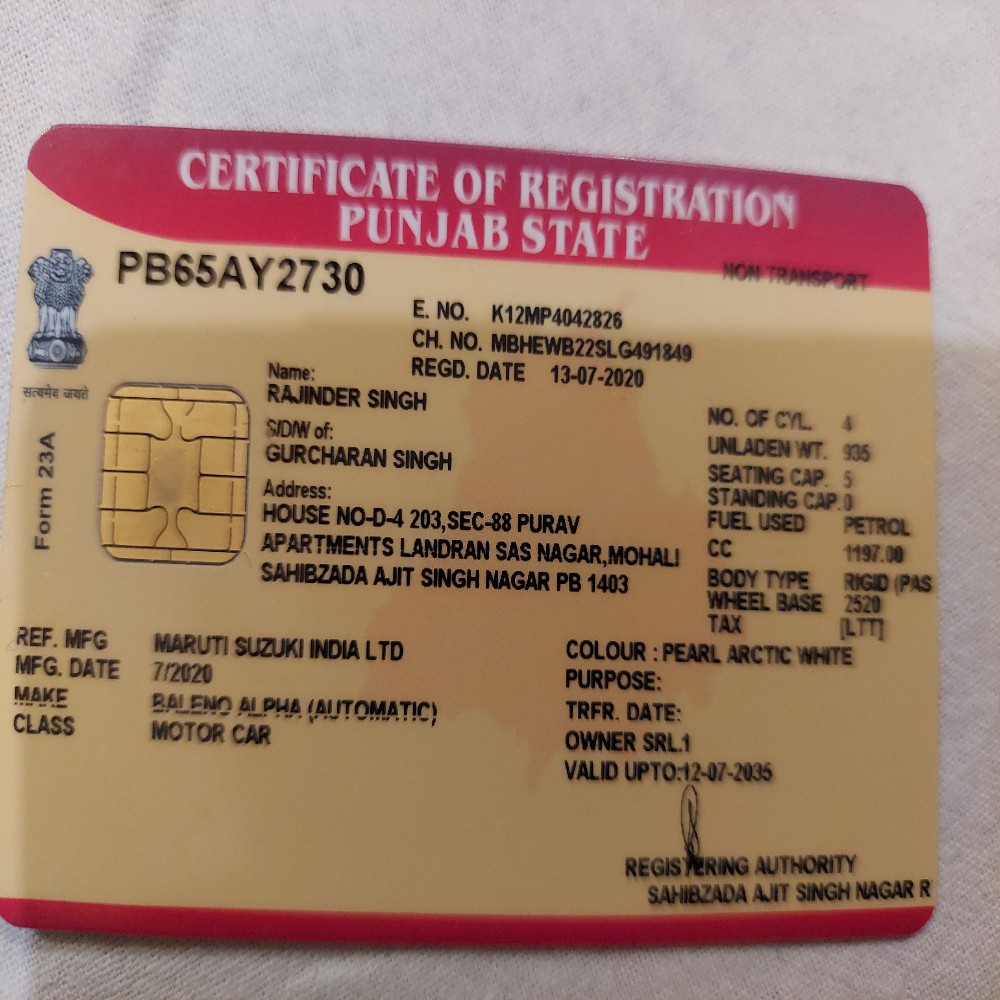 CERTIFICATE OF REGISTRATION
PUNJAB STATE
PB65AY2730
NON TRANSPORT
E. NO. K12MP4042826
CH. NO. MBHEWB22SLG491849
REGD. DATE 13-07-2020
सत्यमेव जयते
Form 23A
Name:
RAJINDER SINGH
S/D/W of:
GURCHARAN SINGH
Address:
HOUSE NO-D-4 203,SEC-88 PURAV
APARTMENTS LANDRAN SAS NAGAR,MOHALI
SAHIBZADA AJIT SINGH NAGAR PB 1403
NO. OF CYL. 4
UNLADEN WT. 935
SEATING CAP. 5
STANDING CAP.0
FUEL USED PETROL
CC 1197.00
BODY TYPE RIGID (PAS
WHEEL BASE 2520
TAX [LTT]
REF. MFG MARUTI SUZUKI INDIA LTD
MFG. DATE 7/2020
MAKE BALENO ALPHA (AUTOMATIC)
CLASS MOTOR CAR
COLOUR : PEARL ARCTIC WHITE
PURPOSE:
TRFR. DATE:
OWNER SRL.1
VALID UPTO:12-07-2035
REGISTERING AUTHORITY
SAHIBZADA AJIT SINGH NAGAR R